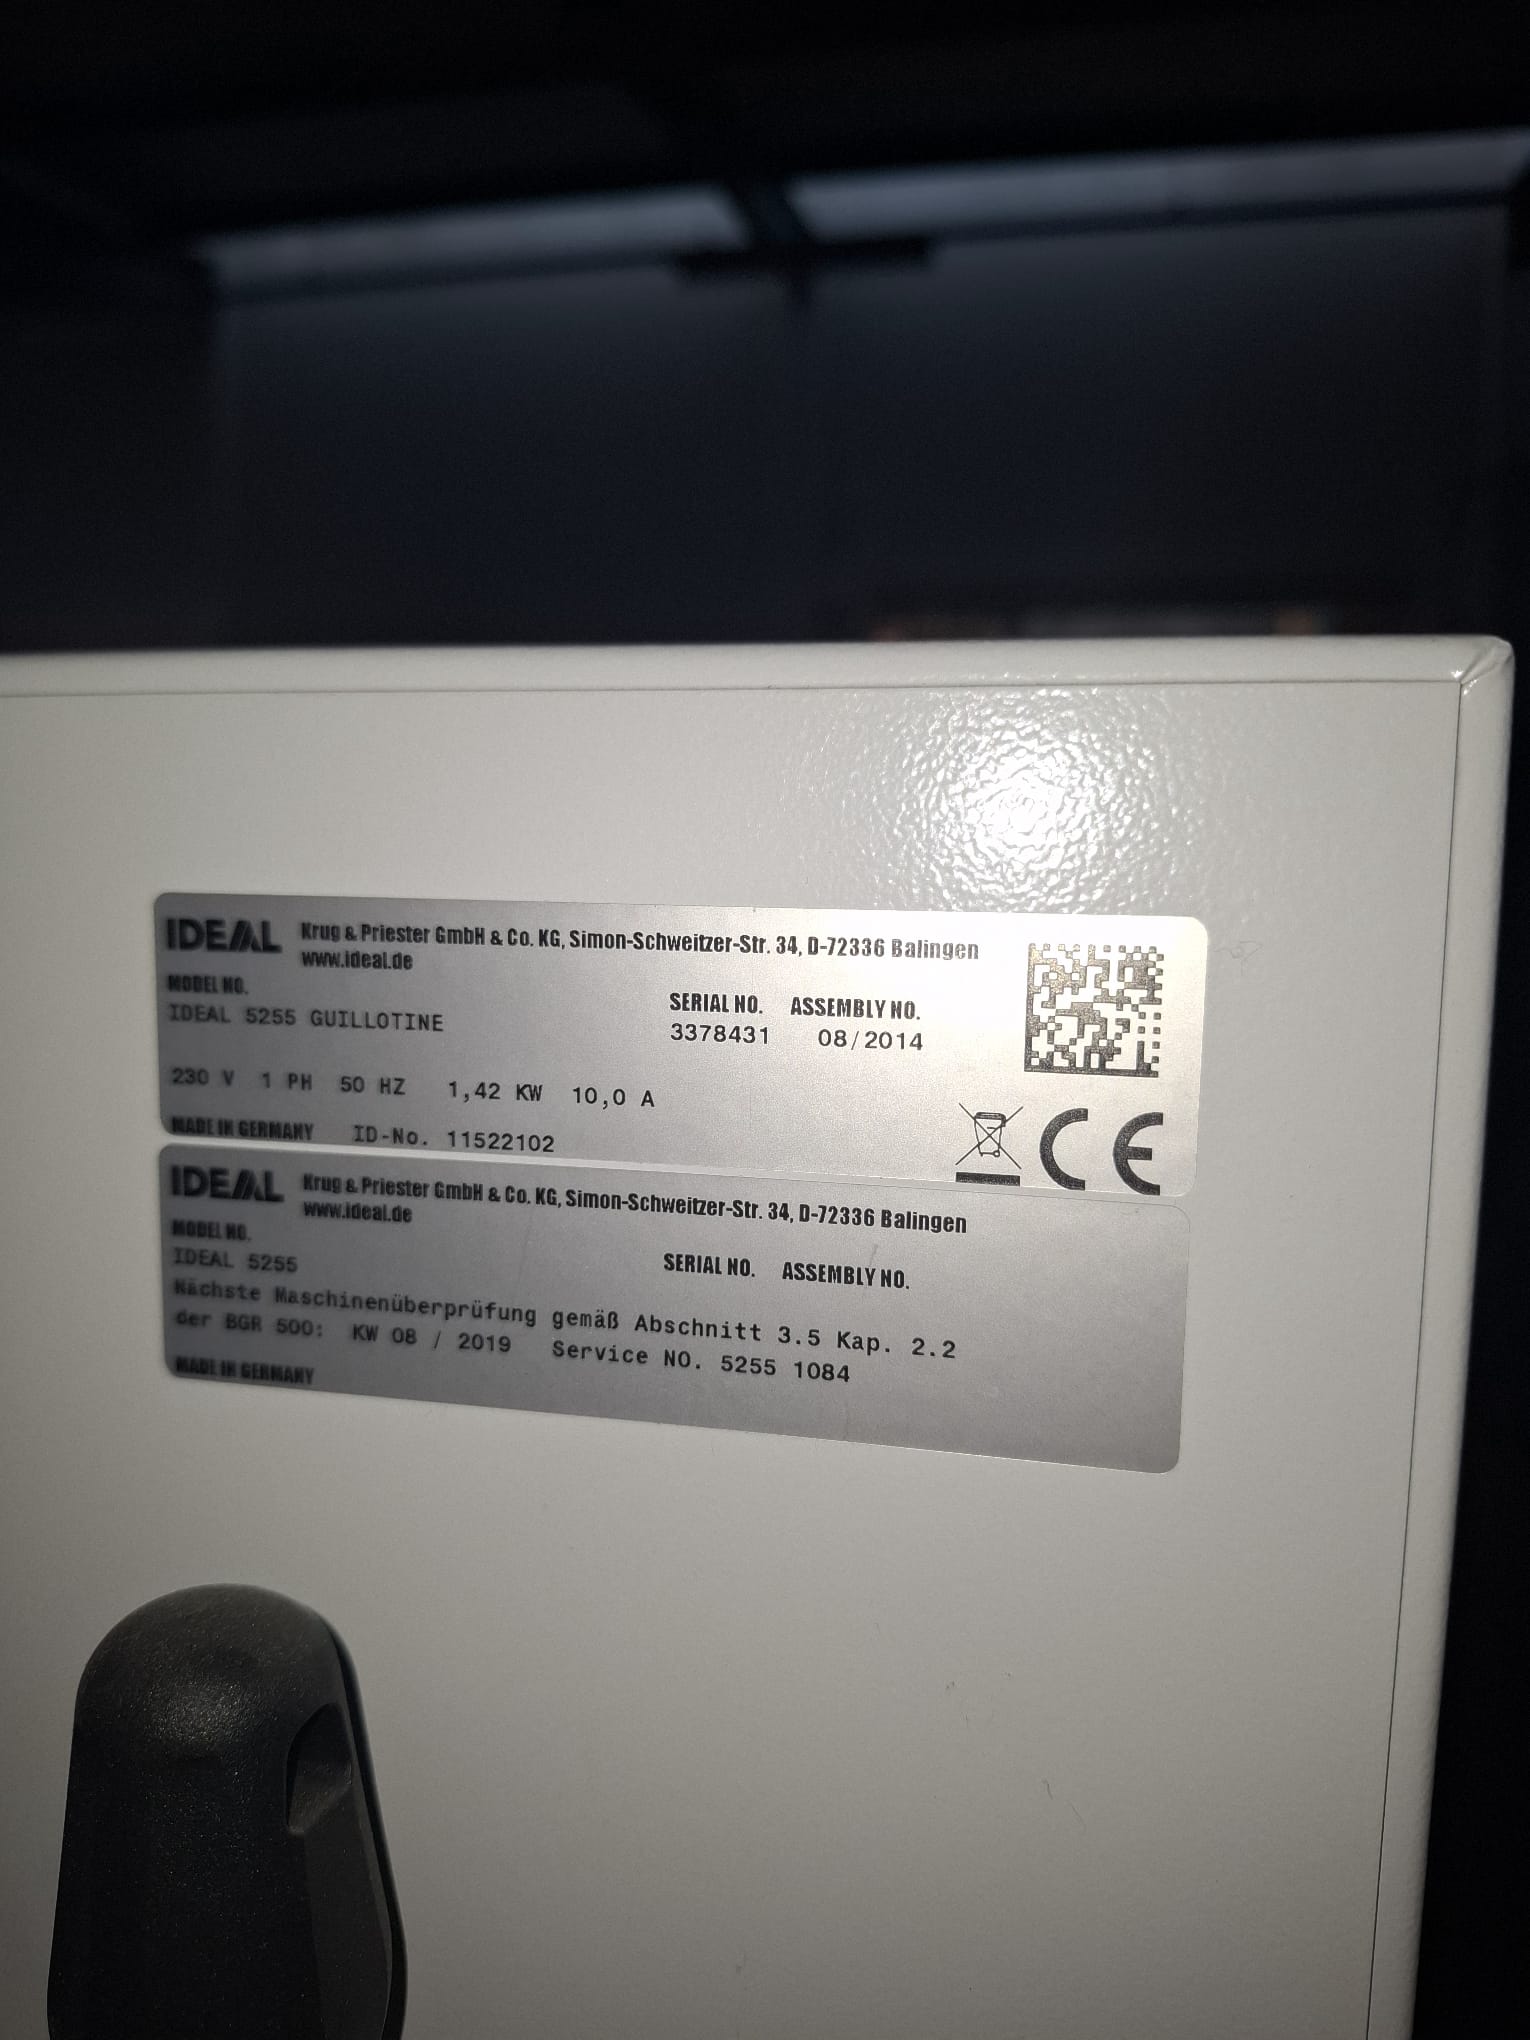 IDEAL Krug & Priester GmbH & Co. KG, Simon-Schweitzer-Str. 34, D-72336 Balingen
www.ideal.de
MODEL NO.
IDEAL 5255 GUILLOTINE
SERIAL NO. ASSEMBLY NO.
3378431 08/2014
230 V 1 PH 50 HZ 1,42 KW 10,0 A
MADE IN GERMANY ID-No. 11522102
CE
IDEAL Krug & Priester GmbH & Co. KG, Simon-Schweitzer-Str. 34, D-72336 Balingen
www.ideal.de
MODEL NO.
IDEAL 5255
SERIAL NO. ASSEMBLY NO.
Nächste Maschinenüberprüfung gemäß Abschnitt 3.5 Kap. 2.2
der BGR 500: KW 08 / 2019 Service NO. 5255 1084
MADE IN GERMANY